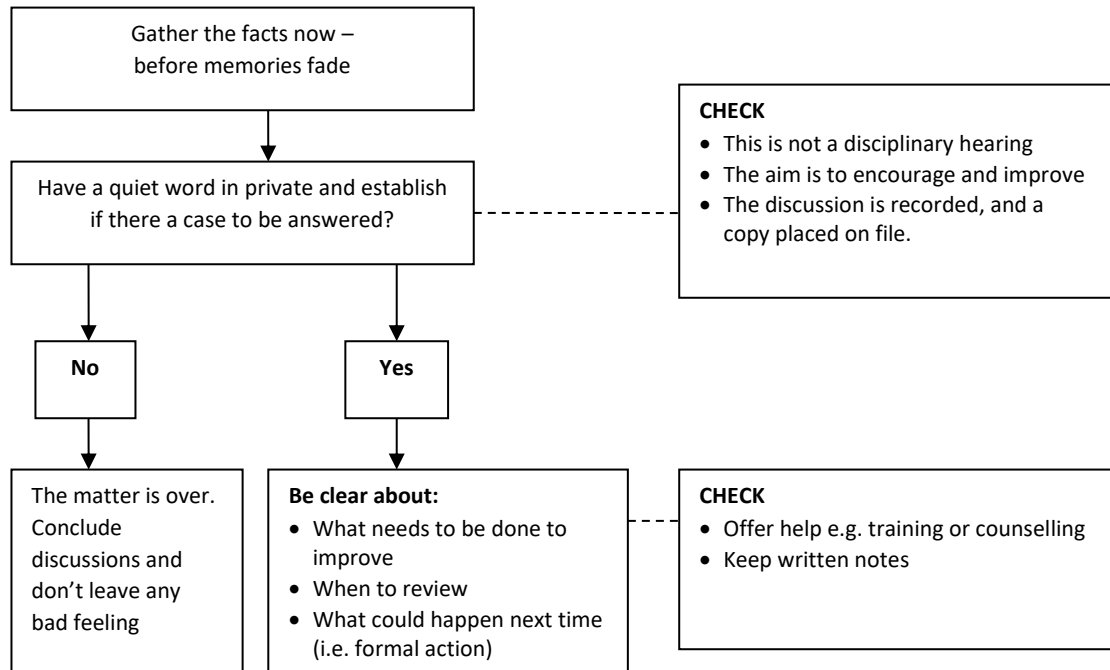 Gather the facts now –
before memories fade
CHECK
• This is not a disciplinary hearing
• The aim is to encourage and improve
• The discussion is recorded, and a
copy placed on file.
Have a quiet word in private and establish
if there a case to be answered?
No
Yes
The matter is over.
Conclude
discussions and
don’t leave any
bad feeling
Be clear about:
• What needs to be done to
improve
• When to review
• What could happen next time
(i.e. formal action)
CHECK
• Offer help e.g. training or counselling
• Keep written notes